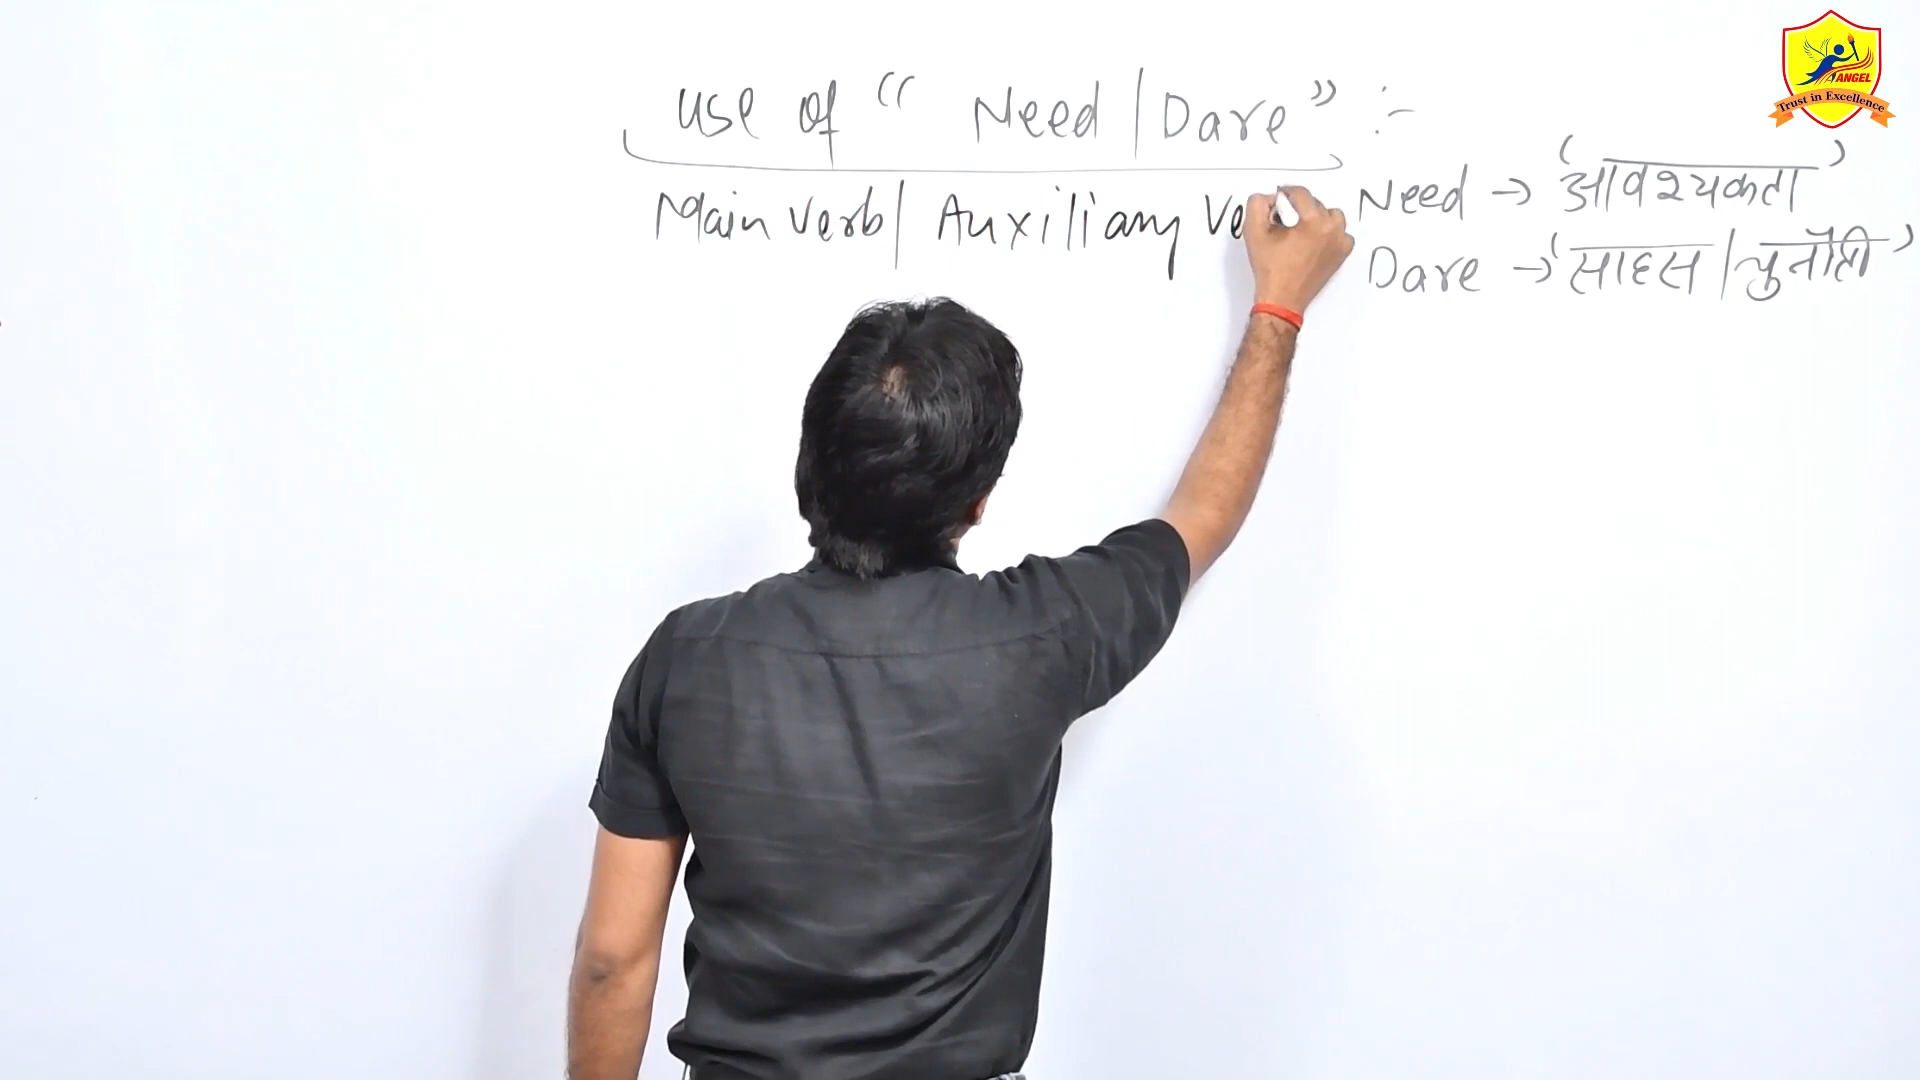 use of “ Need | Dare ” :-
Main Verb | Auxiliary Ve
Need → ‘आवश्यकता’
Dare → ‘साहस | चुनौती’
ANGEL
Trust in Excellence